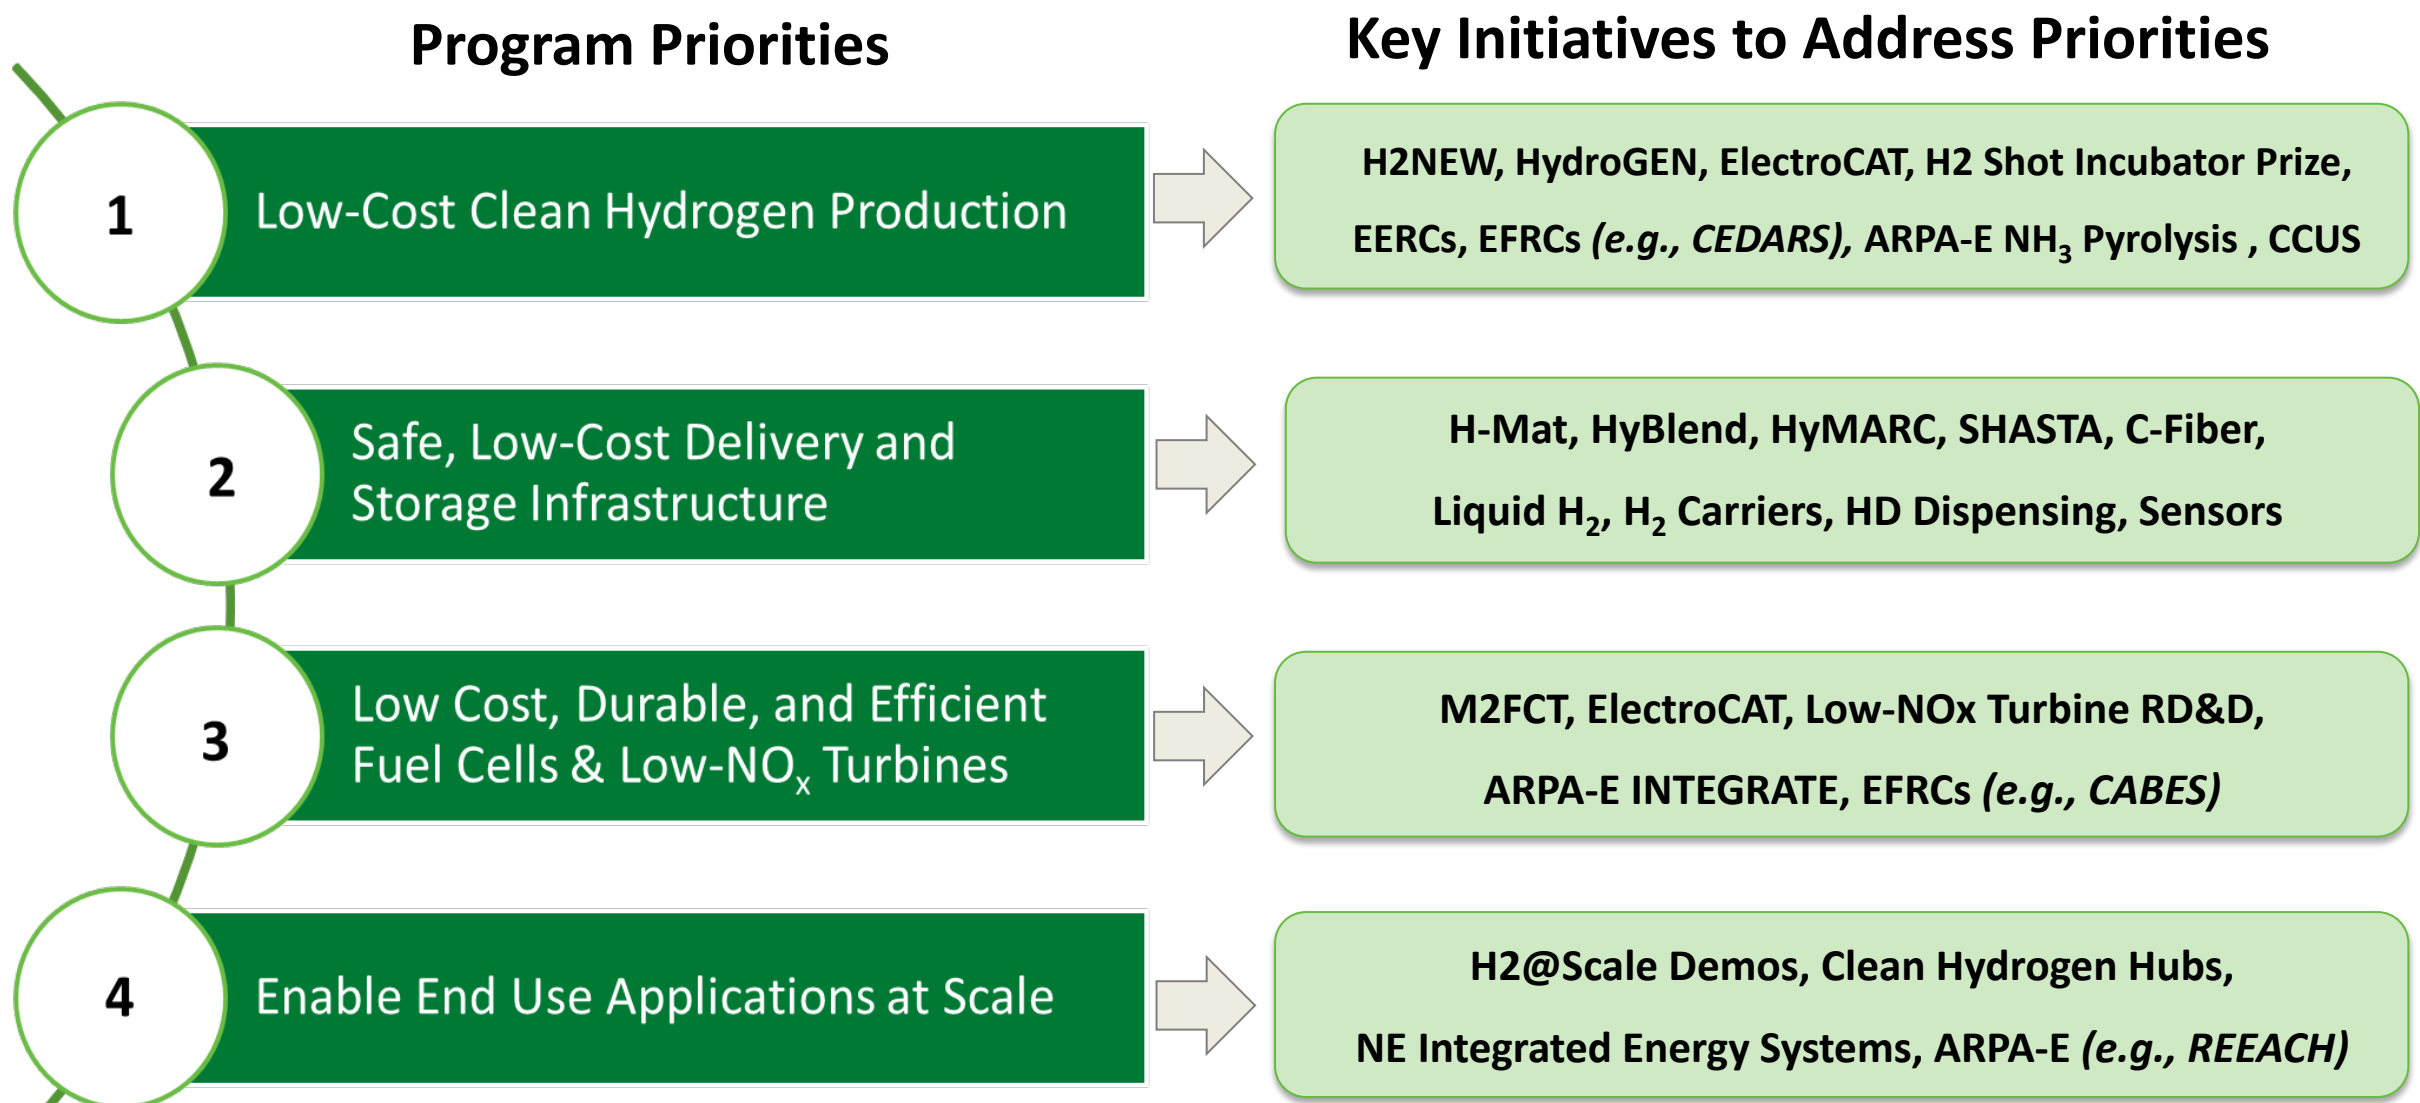 Program Priorities
Key Initiatives to Address Priorities
1
Low-Cost Clean Hydrogen Production
H2NEW, HydroGEN, ElectroCAT, H2 Shot Incubator Prize,
EERCs, EFRCs (e.g., CEDARS), ARPA-E NH₃ Pyrolysis , CCUS
2
Safe, Low-Cost Delivery and
Storage Infrastructure
H-Mat, HyBlend, HyMARC, SHASTA, C-Fiber,
Liquid H₂, H₂ Carriers, HD Dispensing, Sensors
3
Low Cost, Durable, and Efficient
Fuel Cells & Low-NOₓ Turbines
M2FCT, ElectroCAT, Low-NOx Turbine RD&D,
ARPA-E INTEGRATE, EFRCs (e.g., CABES)
4
Enable End Use Applications at Scale
H2@Scale Demos, Clean Hydrogen Hubs,
NE Integrated Energy Systems, ARPA-E (e.g., REEACH)